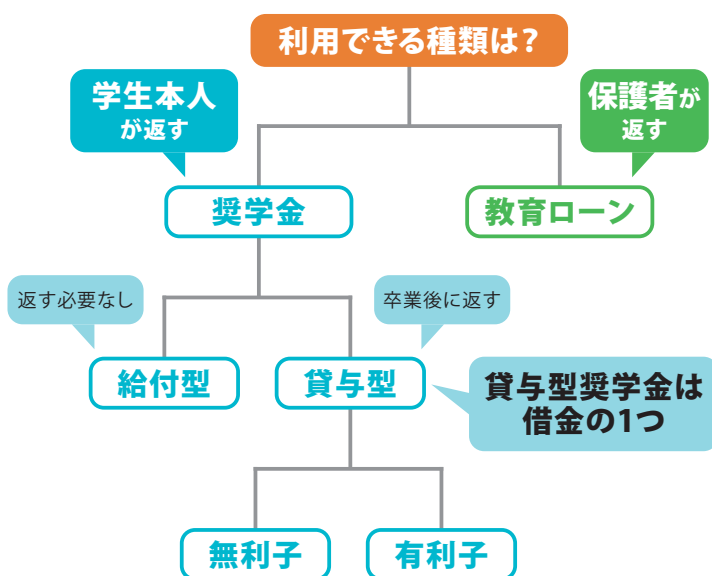 利用できる種類は?
学生本人
が返す
保護者が
返す
奨学金
教育ローン
返す必要なし
卒業後に返す
給付型
貸与型
貸与型奨学金は
借金の1つ
無利子
有利子